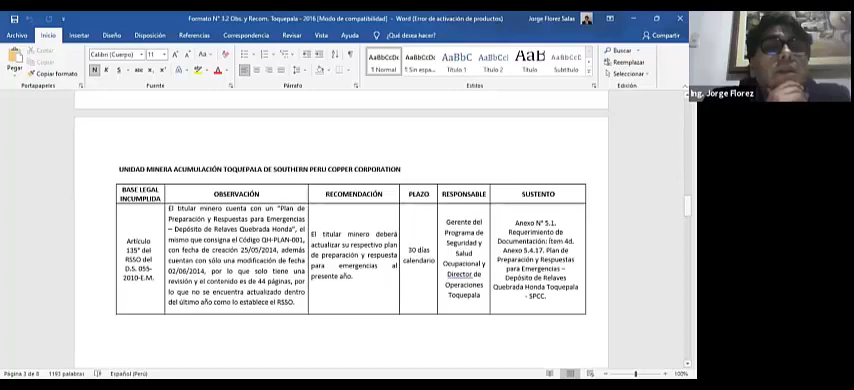 Formato N° 3.2 Obs. y Recom. Toquepala - 2016 [Modo de compatibilidad] - Word (Error de activación de productos)
Jorge Florez Salas
Archivo Inicio Insertar Diseño Disposición Referencias Correspondencia Revisar Vista Ayuda ¿Qué desea hacer? Compartir
Pegar
Cortar
Copiar
Copiar formato
Portapapeles
Calibri (Cuerpo) 11
Fuente
Párrafo
AaBbCcDc AaBbCcDc AaBbC AaBbCcI AaB AaBbCcD
¶ Normal ¶ Sin espa... Título 1 Título 2 Título Subtítulo
Estilos
Buscar
Reemplazar
Seleccionar
Edición
Ing. Jorge Florez
UNIDAD MINERA ACUMULACIÓN TOQUEPALA DE SOUTHERN PERU COPPER CORPORATION
BASE LEGAL
INCUMPLIDA
OBSERVACIÓN
RECOMENDACIÓN
PLAZO
RESPONSABLE
SUSTENTO
Artículo
135° del
RSSO del
D.S. 055-
2010-E.M.
El titular minero cuenta con un "Plan de
Preparación y Respuestas para Emergencias
– Depósito de Relaves Quebrada Honda", el
mismo que consigna el Código QH-PLAN-001,
con fecha de creación 25/05/2014, además
cuentan con sólo una modificación de fecha
02/06/2014, por lo que solo tiene una
revisión y el contenido es de 44 páginas, por
lo que no se encuentra actualizado dentro
del último año como lo establece el RSSO.
El titular minero deberá
actualizar su respectivo plan
de preparación y respuesta
para emergencias al
presente año.
30 días
calendario
Gerente del
Programa de
Seguridad y
Salud
Ocupacional y
Director de
Operaciones
Toquepala
Anexo N° 5.1.
Requerimiento de
Documentación: Ítem 4d.
Anexo 5.4.17. Plan de
Preparación y Respuestas
para Emergencias –
Depósito de Relaves
Quebrada Honda Toquepala
- SPCC.
Página 3 de 8 1193 palabras Español (Perú) 100%